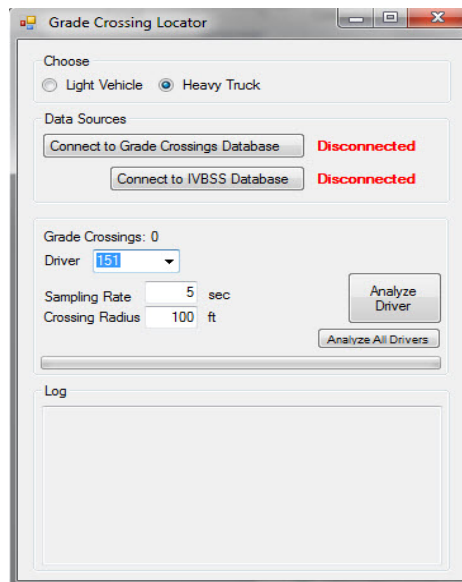 Grade Crossing Locator
Choose
Light Vehicle Heavy Truck
Data Sources
Connect to Grade Crossings Database Disconnected
Connect to IVBSS Database Disconnected
Grade Crossings: 0
Driver 151
Sampling Rate 5 sec
Crossing Radius 100 ft
Analyze
Driver
Analyze All Drivers
Log